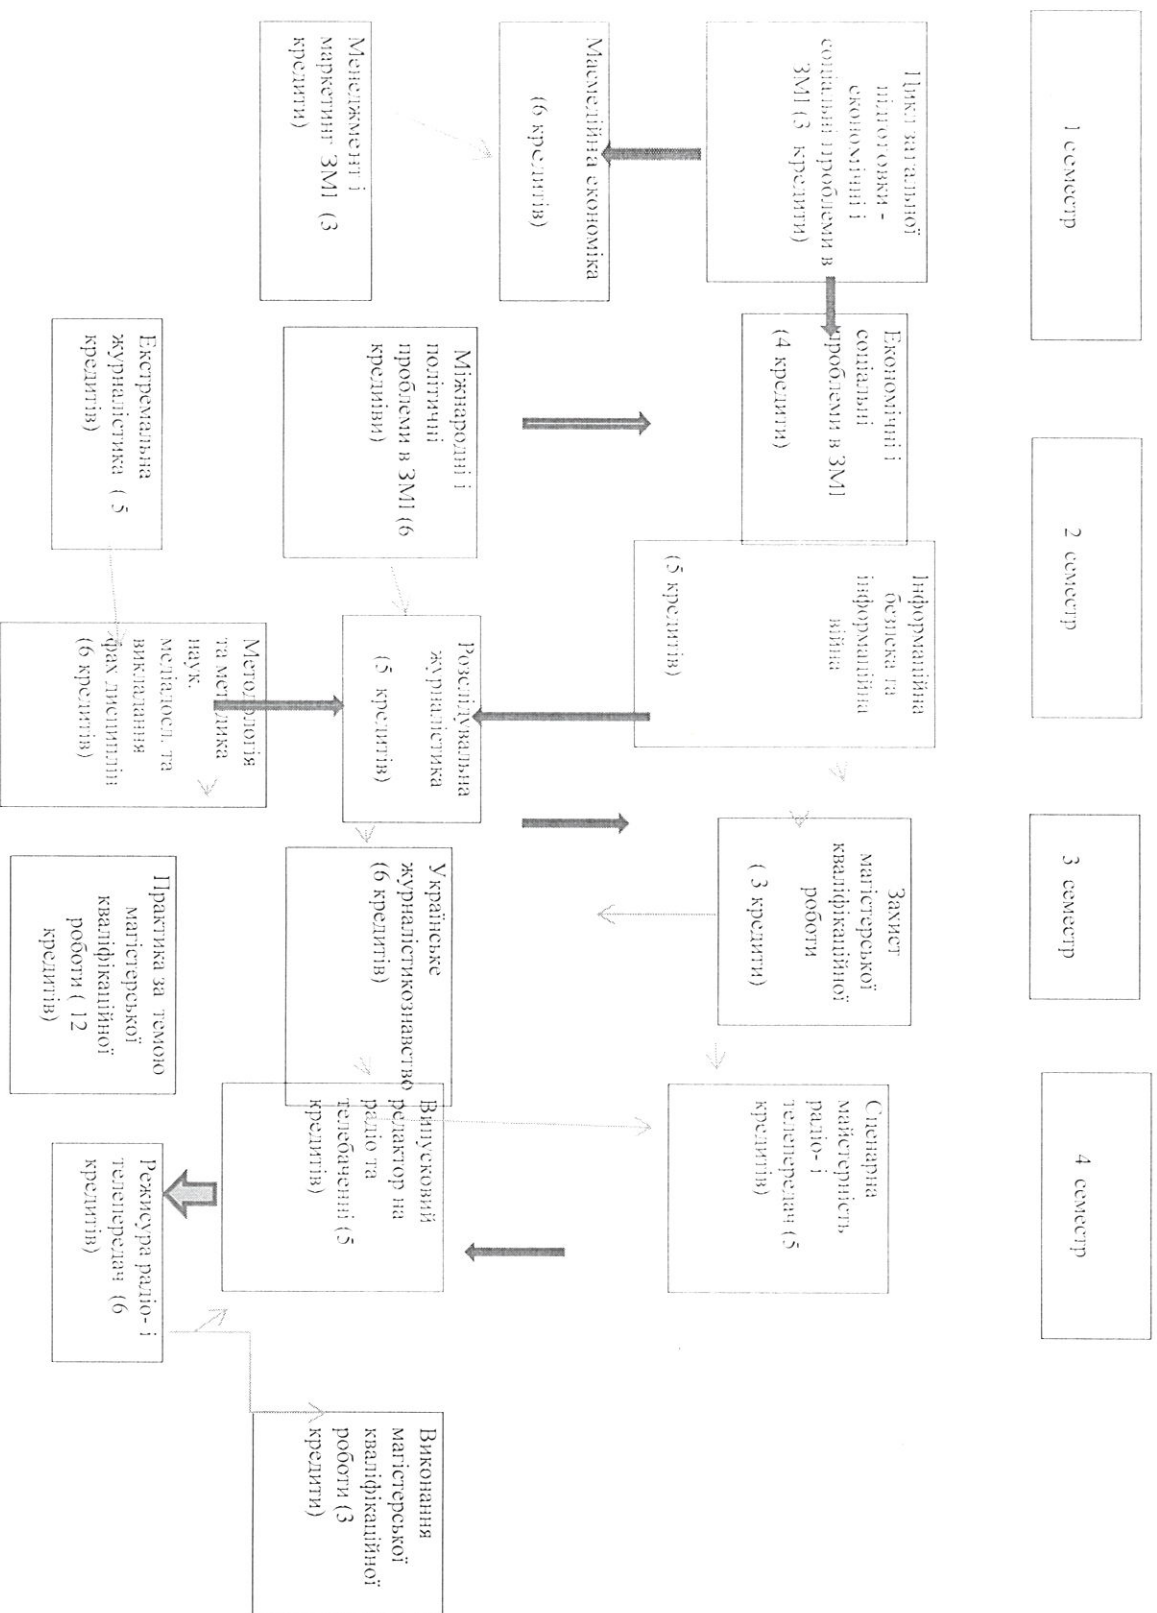 1 семестр
2 семестр
3 семестр
4 семестр
Цикл загальної
підготовки -
економічні і
соціальні проблеми в
ЗМІ (3 кредити)
Економічні і
соціальні
проблеми в ЗМІ
(4 кредити)
Інформаційна
безпека та
інформаційна
війна
(5 кредитів)
Захист
магістерської
кваліфікаційної
роботи
( 3 кредити)
Сценарна
майстерність
радіо- і
телепередач (5
кредитів)
Масмедійна економіка
(6 кредитів)
Міжнародні і
політичні
проблеми в ЗМІ (6
кредиіви)
Розслідувальна
журналістика
(5 кредитів)
Українське
журналістикознавство
(6 кредитів)
Випусковий
редактор на
радіо та
телебаченні (5
кредитів)
Виконання
магістерської
кваліфікаційної
роботи (3
кредити)
Менеджмент і
маркетинг ЗМІ (3
кредити)
Екстремальна
журналістика ( 5
кредитів)
Методологія
наук.
та методика
медіадосл. та
викладання
фах дисциплін
(6 кредитів)
Практика за темою
магістерської
кваліфікаційної
роботи ( 12
кредитів)
Режисура радіо- і
телепередач (6
кредитів)